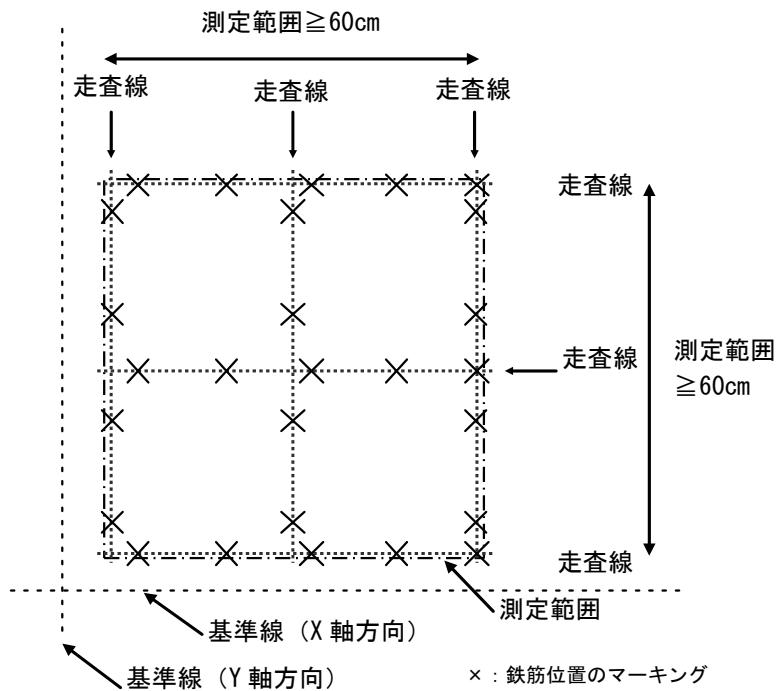 測定範囲≧60cm
走査線
走査線
走査線
走査線
走査線
測定範囲
≧60cm
走査線
測定範囲
基準線（X軸方向）
基準線（Y軸方向）
×：鉄筋位置のマーキング